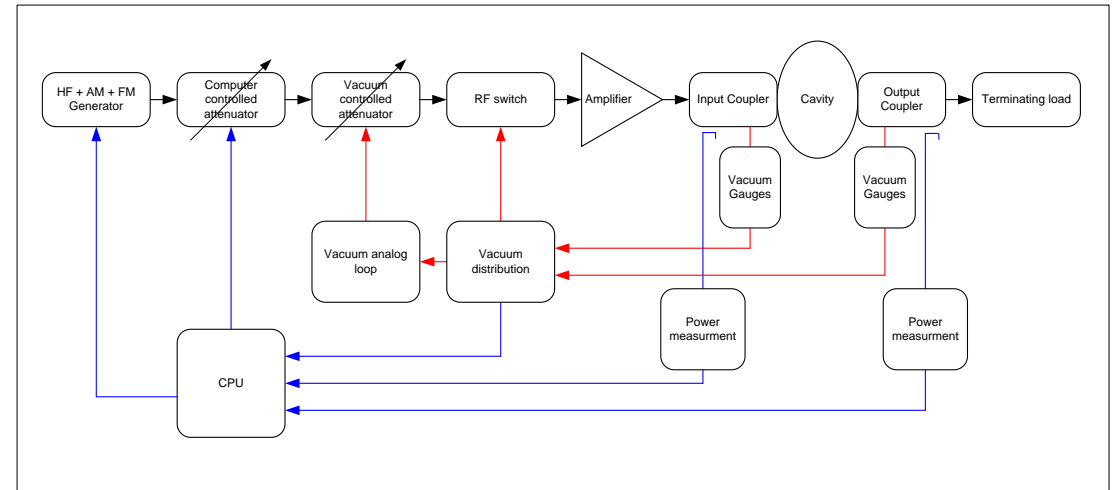 HF + AM + FM
Generator
Computer
controlled
attenuator
Vacuum
controlled
attenuator
RF switch
Amplifier
Input Coupler
Cavity
Output
Coupler
Terminating load
Vacuum
Gauges
Vacuum
Gauges
Vacuum analog
loop
Vacuum
distribution
Power
measurment
Power
measurment
CPU